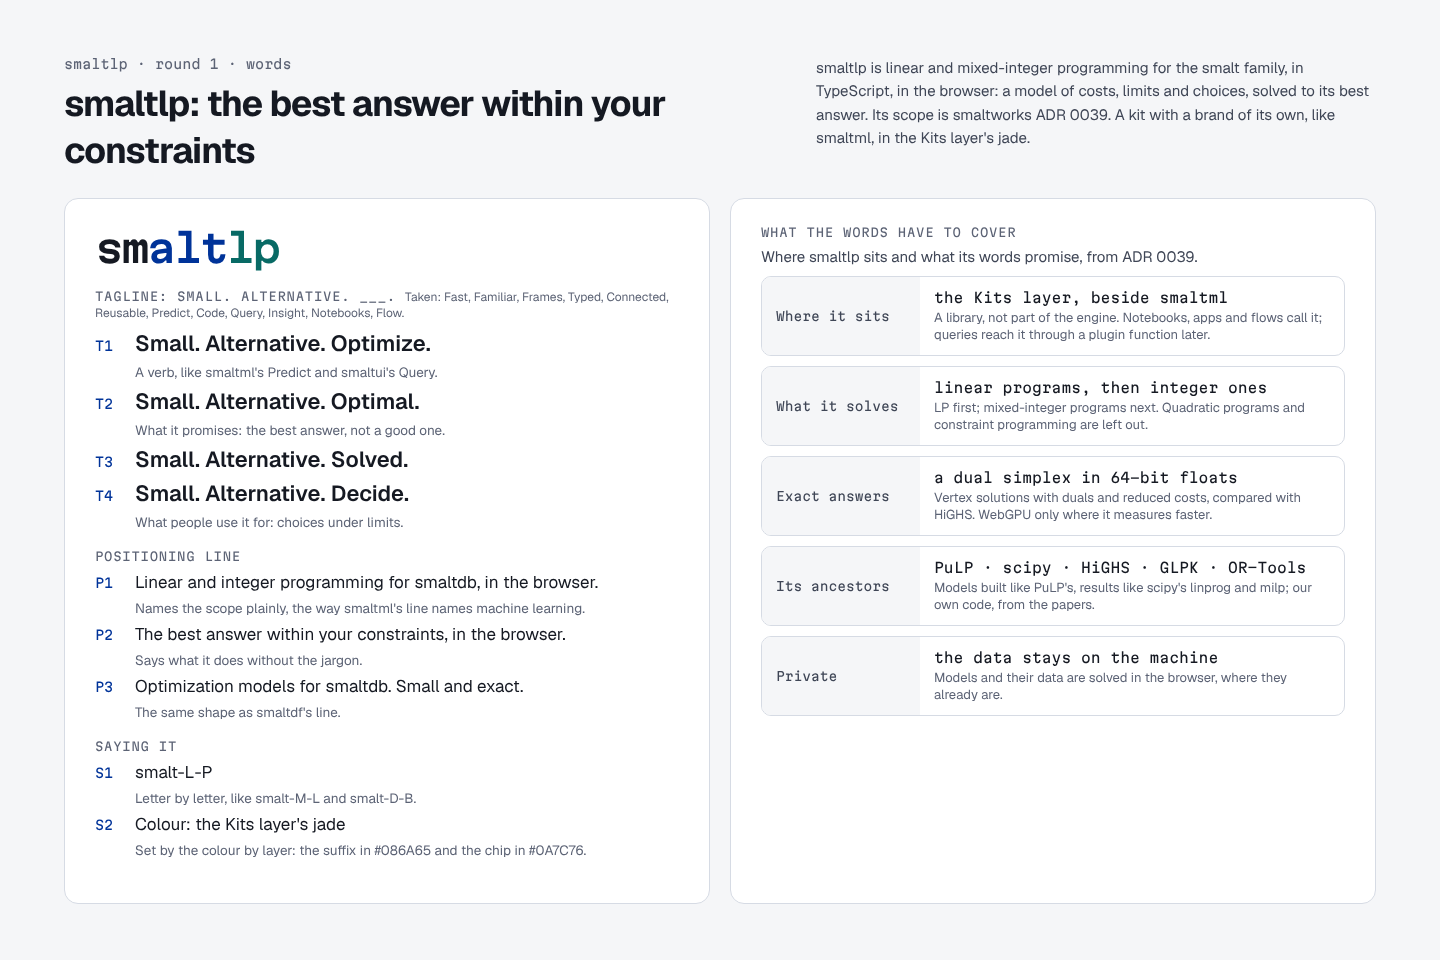 smaltlp · round 1 · words
smaltlp: the best answer within your
constraints
smaltlp is linear and mixed-integer programming for the smalt family, in
TypeScript, in the browser: a model of costs, limits and choices, solved to its best
answer. Its scope is smaltworks ADR 0039. A kit with a brand of its own, like
smaltml, in the Kits layer's jade.
smaltlp
TAGLINE: SMALL. ALTERNATIVE. ___. Taken: Fast, Familiar, Frames, Typed, Connected,
Reusable, Predict, Code, Query, Insight, Notebooks, Flow.
T1 Small. Alternative. Optimize.
A verb, like smaltml's Predict and smaltui's Query.
T2 Small. Alternative. Optimal.
What it promises: the best answer, not a good one.
T3 Small. Alternative. Solved.
T4 Small. Alternative. Decide.
What people use it for: choices under limits.
POSITIONING LINE
P1 Linear and integer programming for smaltdb, in the browser.
Names the scope plainly, the way smaltml's line names machine learning.
P2 The best answer within your constraints, in the browser.
Says what it does without the jargon.
P3 Optimization models for smaltdb. Small and exact.
The same shape as smaltdf's line.
SAYING IT
S1 smalt-L-P
Letter by letter, like smalt-M-L and smalt-D-B.
S2 Colour: the Kits layer's jade
Set by the colour by layer: the suffix in #086A65 and the chip in #0A7C76.
WHAT THE WORDS HAVE TO COVER
Where smaltlp sits and what its words promise, from ADR 0039.
Where it sits
the Kits layer, beside smaltml
A library, not part of the engine. Notebooks, apps and flows call it;
queries reach it through a plugin function later.
What it solves
linear programs, then integer ones
LP first; mixed-integer programs next. Quadratic programs and
constraint programming are left out.
Exact answers
a dual simplex in 64-bit floats
Vertex solutions with duals and reduced costs, compared with
HiGHS. WebGPU only where it measures faster.
Its ancestors
PuLP · scipy · HiGHS · GLPK · OR-Tools
Models built like PuLP's, results like scipy's linprog and milp; our
own code, from the papers.
Private
the data stays on the machine
Models and their data are solved in the browser, where they
already are.